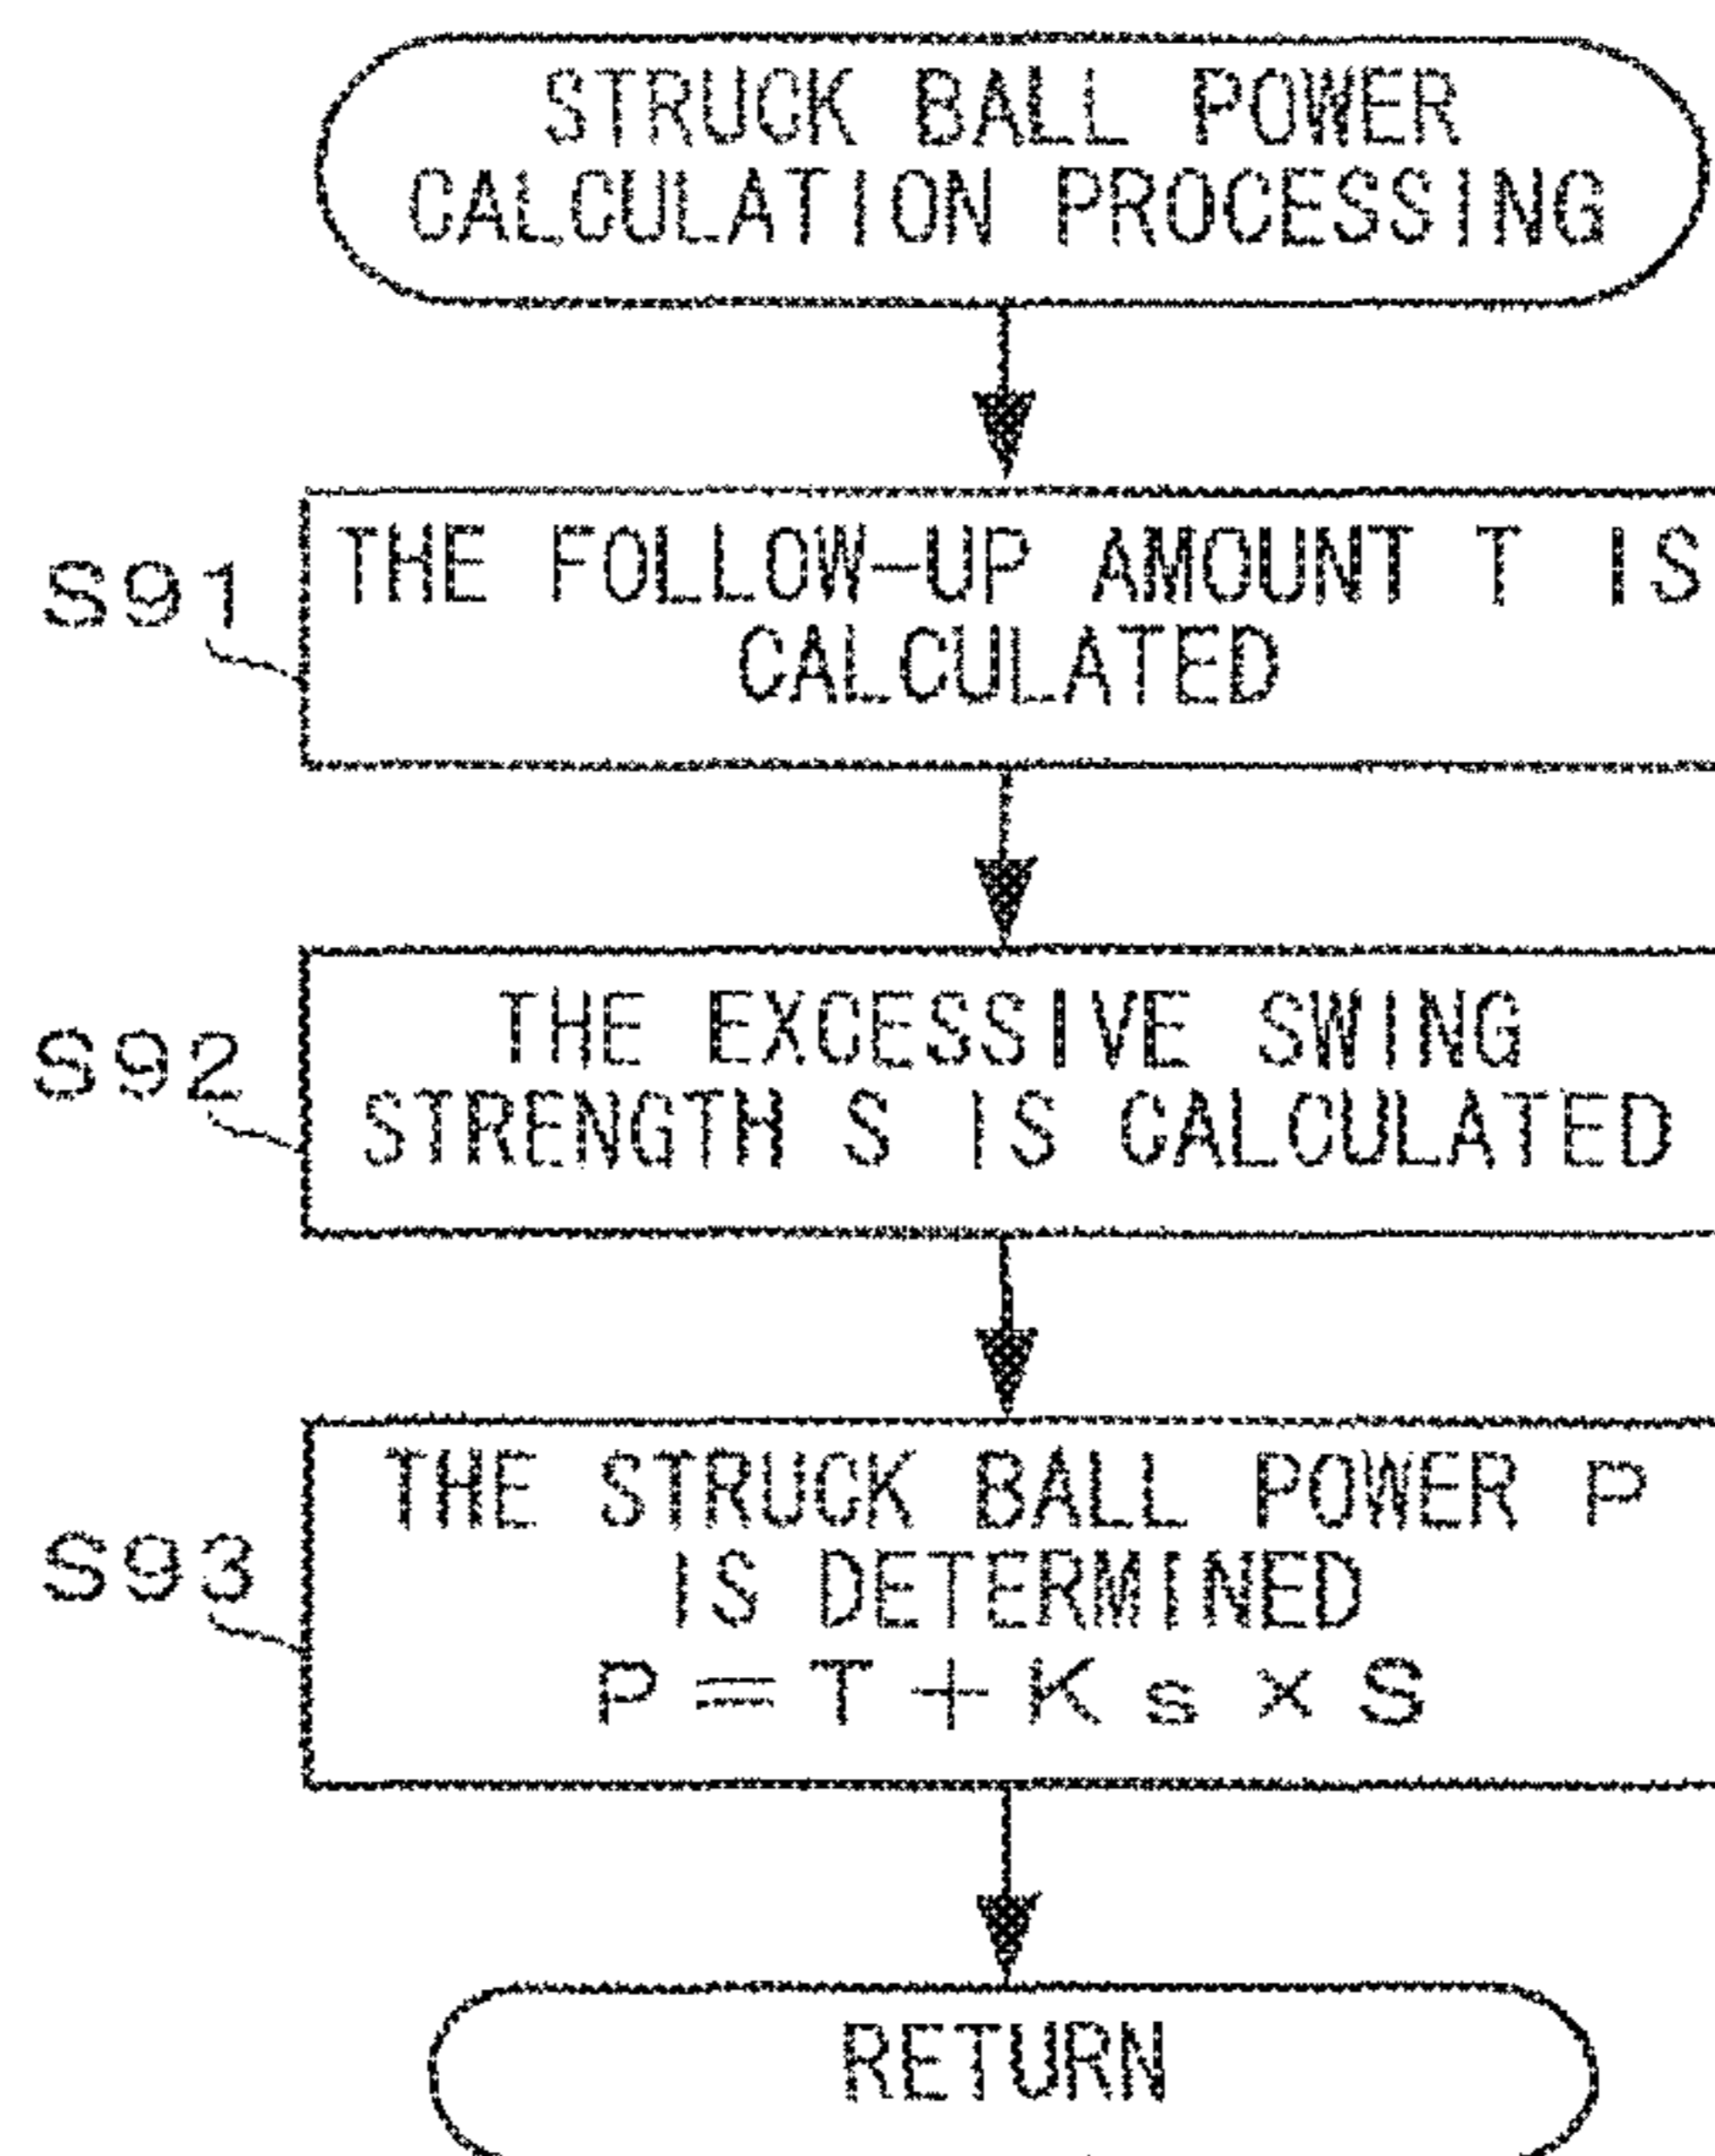 STRUCK BALL POWER
CALCULATION PROCESSING
S91
THE FOLLOW-UP AMOUNT T IS
CALCULATED
S92
THE EXCESSIVE SWING
STRENGTH S IS CALCULATED
S93
THE STRUCK BALL POWER P
IS DETERMINED
P=T+Ks×S
RETURN